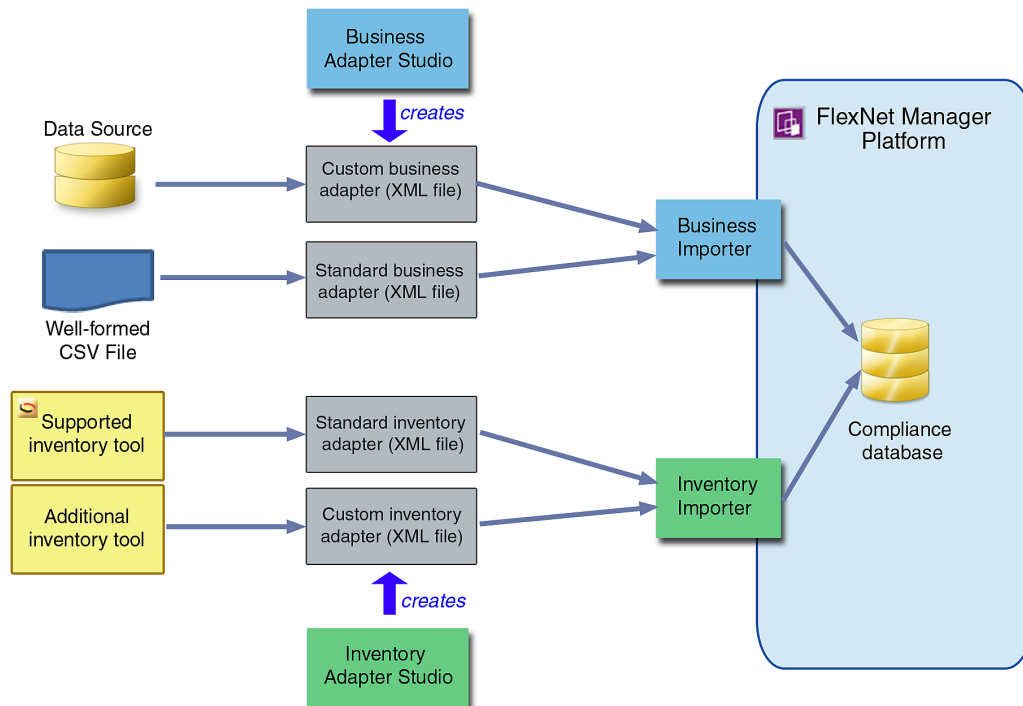 Business
Adapter Studio
creates
Data Source
Custom business
adapter (XML file)
FlexNet Manager
Platform
Business
Importer
Standard business
adapter (XML file)
Well-formed
CSV File
Supported
inventory tool
Standard inventory
adapter (XML file)
Compliance
database
Inventory
Importer
Additional
inventory tool
Custom inventory
adapter (XML file)
creates
Inventory
Adapter Studio